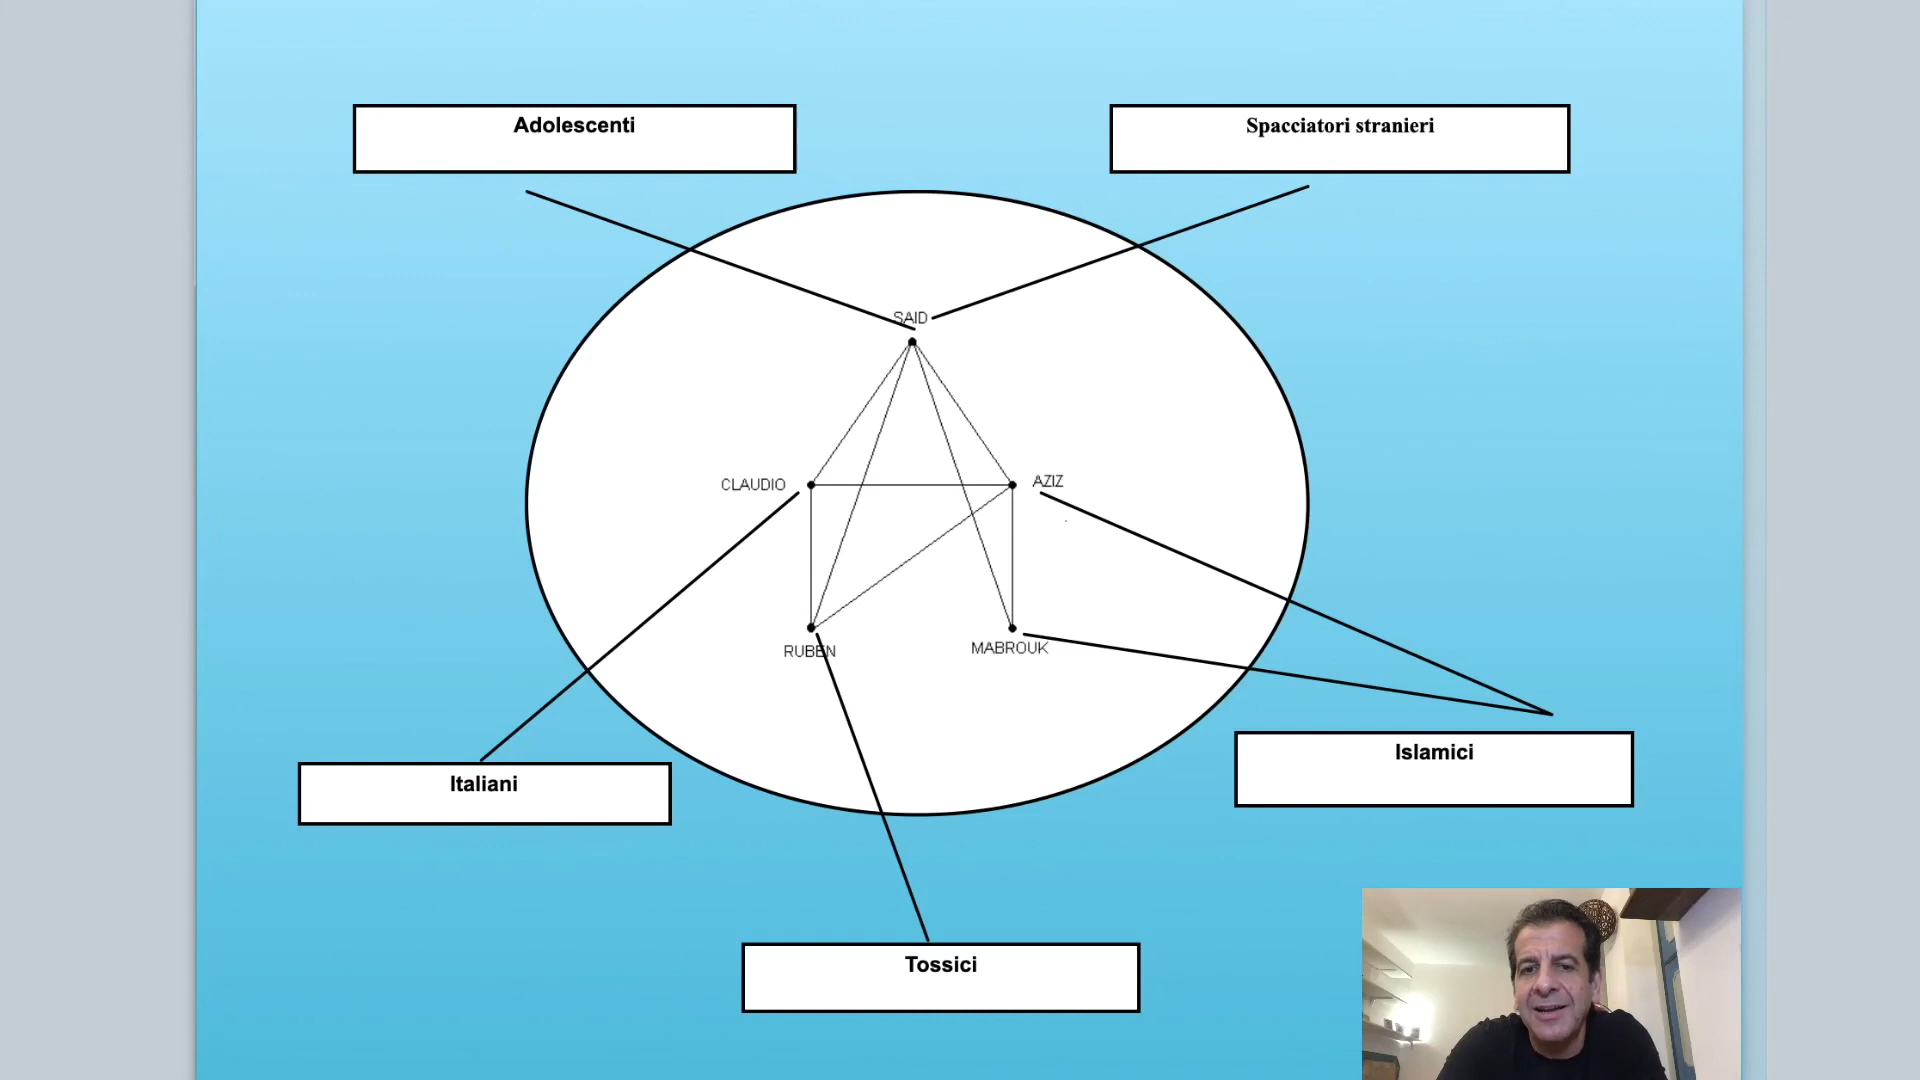 Adolescenti
Spacciatori stranieri
SAID
CLAUDIO
AZIZ
RUBEN
MABROUK
Islamici
Italiani
Tossici